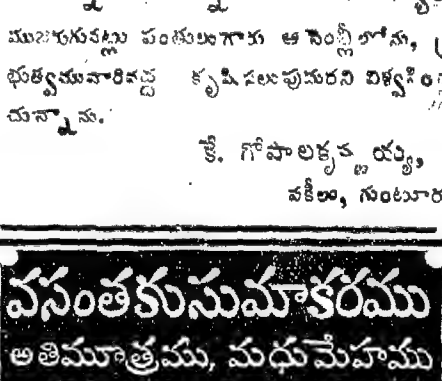 ముజరుగునట్లు పంతులుగారు ఆ సెంబ్లీలోను,
భుత్వమువారివద్ద కృషిసలుపుదురని విశ్వసిం
చున్నాను.
కే. గోపాలకృష్ణయ్య,
వకీలు, గుంటూరు
వసంతకుసుమాకరము
అతిమూత్రము, మధుమేహము